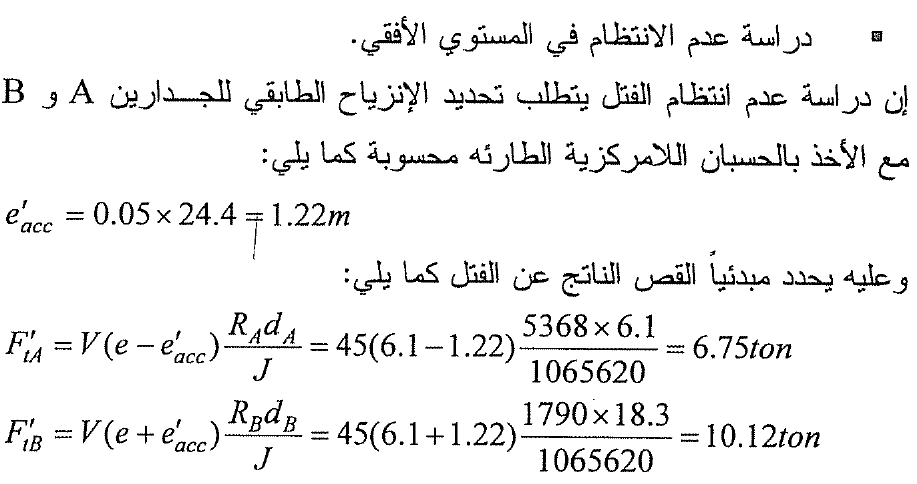 ▪ دراسة عدم الانتظام في المستوي الأفقي.
إن دراسة عدم انتظام الفتل يتطلب تحديد الإنزياح الطابقي للجدارين A و B
مع الأخذ بالحسبان اللامركزية الطارئه محسوبة كما يلي:
e'_{acc} = 0.05 × 24.4 = 1.22m
وعليه يحدد مبدئياً القص الناتج عن الفتل كما يلي:
F'_{tA} = V(e − e'_{acc}) \frac{R_A d_A}{J} = 45(6.1 − 1.22) \frac{5368 × 6.1}{1065620} = 6.75ton
F'_{tB} = V(e + e'_{acc}) \frac{R_B d_B}{J} = 45(6.1 + 1.22) \frac{1790 × 18.3}{1065620} = 10.12ton